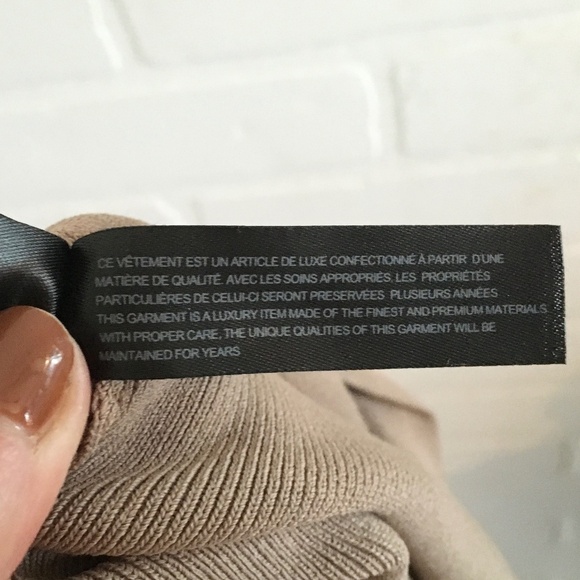 CE VÊTEMENT EST UN ARTICLE DE LUXE CONFECTIONNÉ À PARTIR D'UNE
MATIÈRE DE QUALITÉ. AVEC LES SOINS APPROPRIÉS, LES PROPRIÉTÉS
PARTICULIÈRES DE CELUI-CI SERONT PRESERVÉES PLUSIEURS ANNÉES
THIS GARMENT IS A LUXURY ITEM MADE OF THE FINEST AND PREMIUM MATERIALS.
WITH PROPER CARE, THE UNIQUE QUALITIES OF THIS GARMENT WILL BE
MAINTAINED FOR YEARS